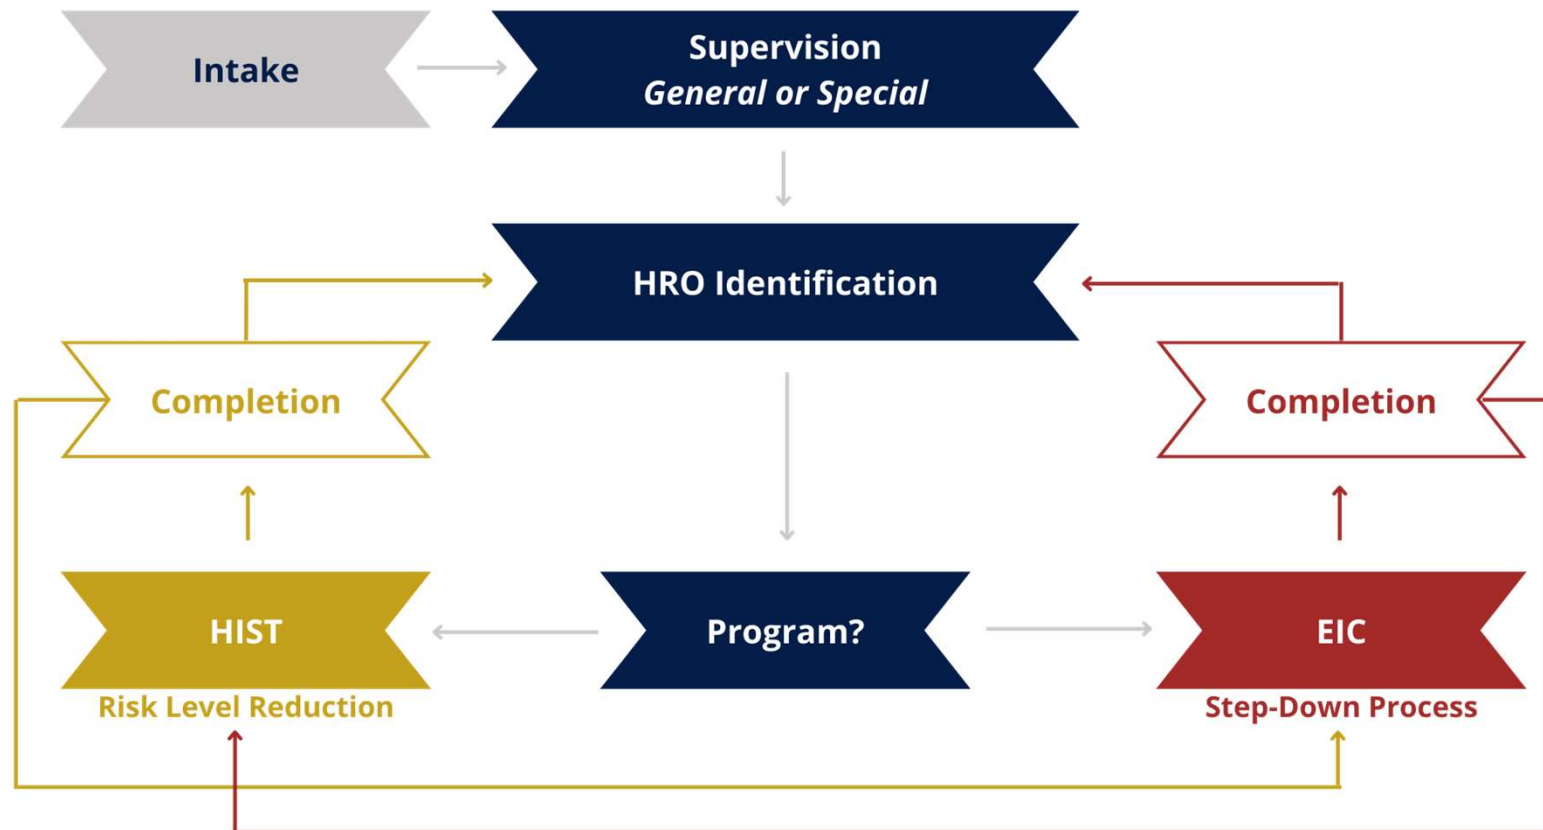 Intake
Supervision
General or Special
HRO Identification
Completion
Completion
HIST
Program?
EIC
Risk Level Reduction
Step-Down Process